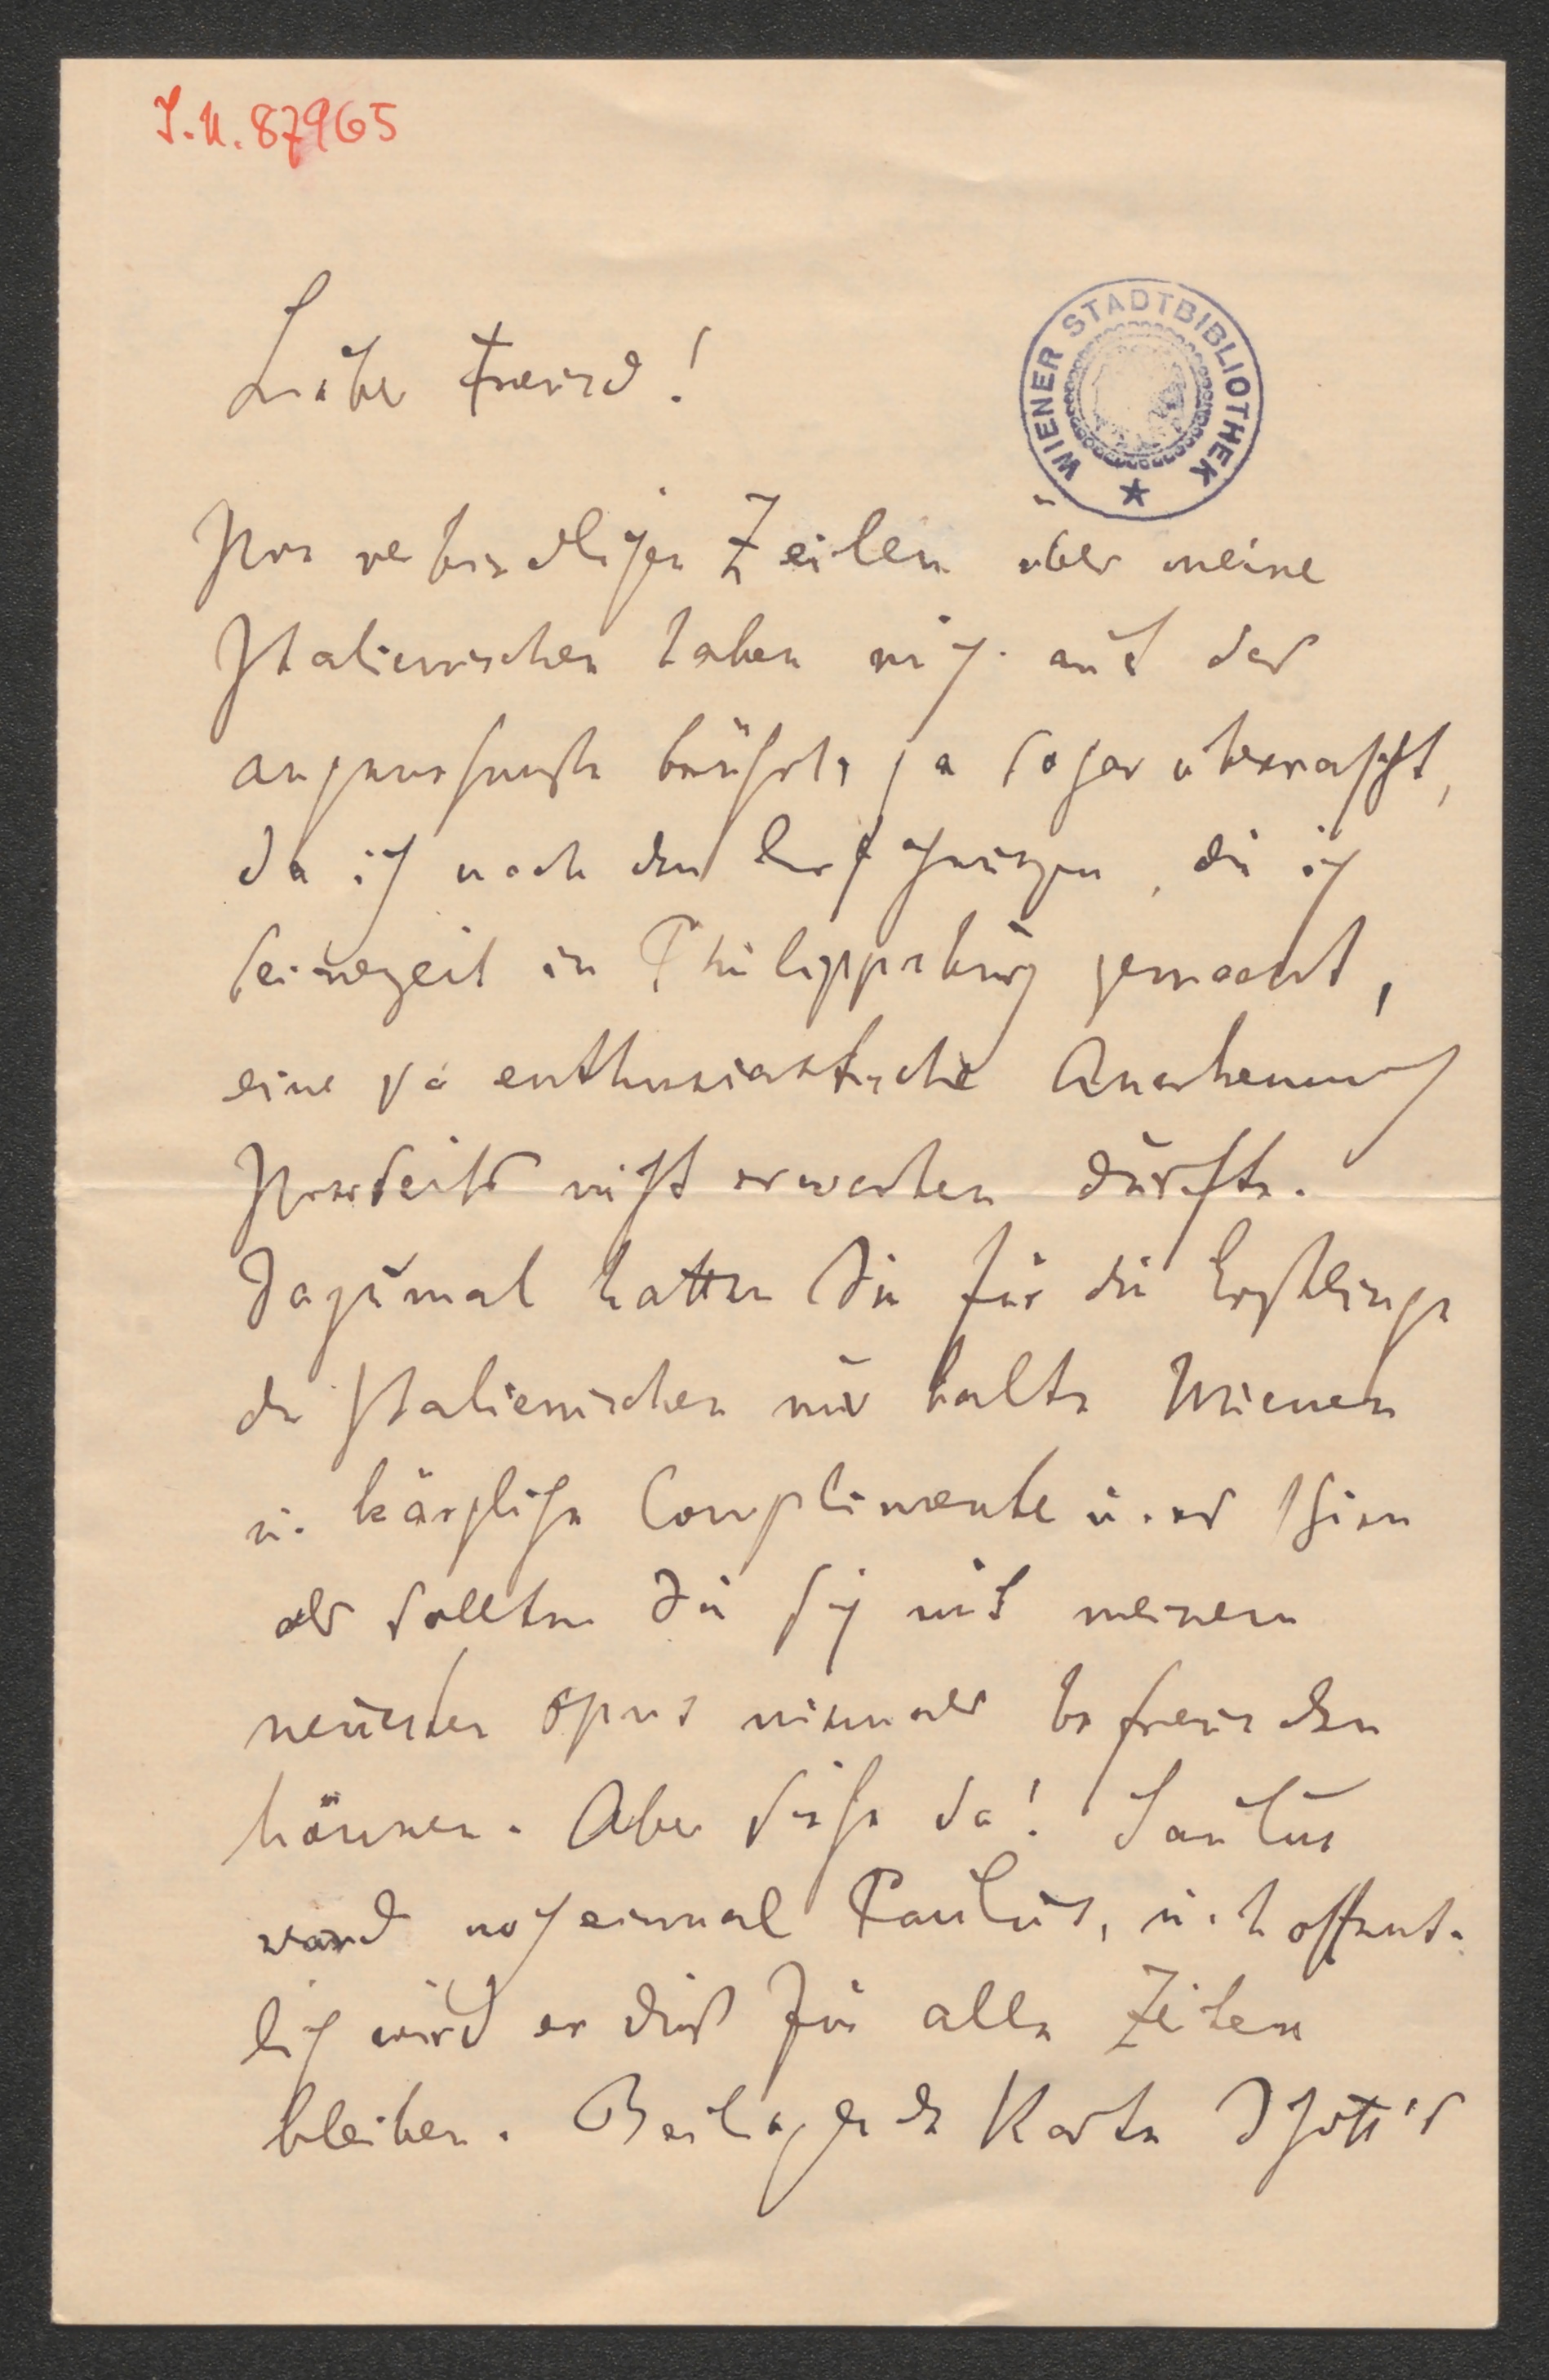 I.N. 87965
WIENER STADTBIBLIOTHEK
Lieber Freund!
Ihre verbindlichen Zeilen über meine
Italienischen haben mich auf das
angenehmste berührt, ja sogar überrascht,
da ich nach den Erfahrungen, die ich
seinerzeit in Philippsburg gemacht,
eine so enthusiastische Anerkennung
Ihrerseits nicht erwarten durfte.
Dazumal hatten Sie für die Erstlinge
der Italienischen nur kalte Mienen
u. kärgliche Complimente u. es schien
als sollten Sie sich mit meinem
neuesten opus niemals befreunden
können. Aber siehe da! Saulus
ward noch einmal Paulus, u. hoffent-
lich wird er dieß für alle Zeiten
bleiben. Beiliegende Karte Schott's